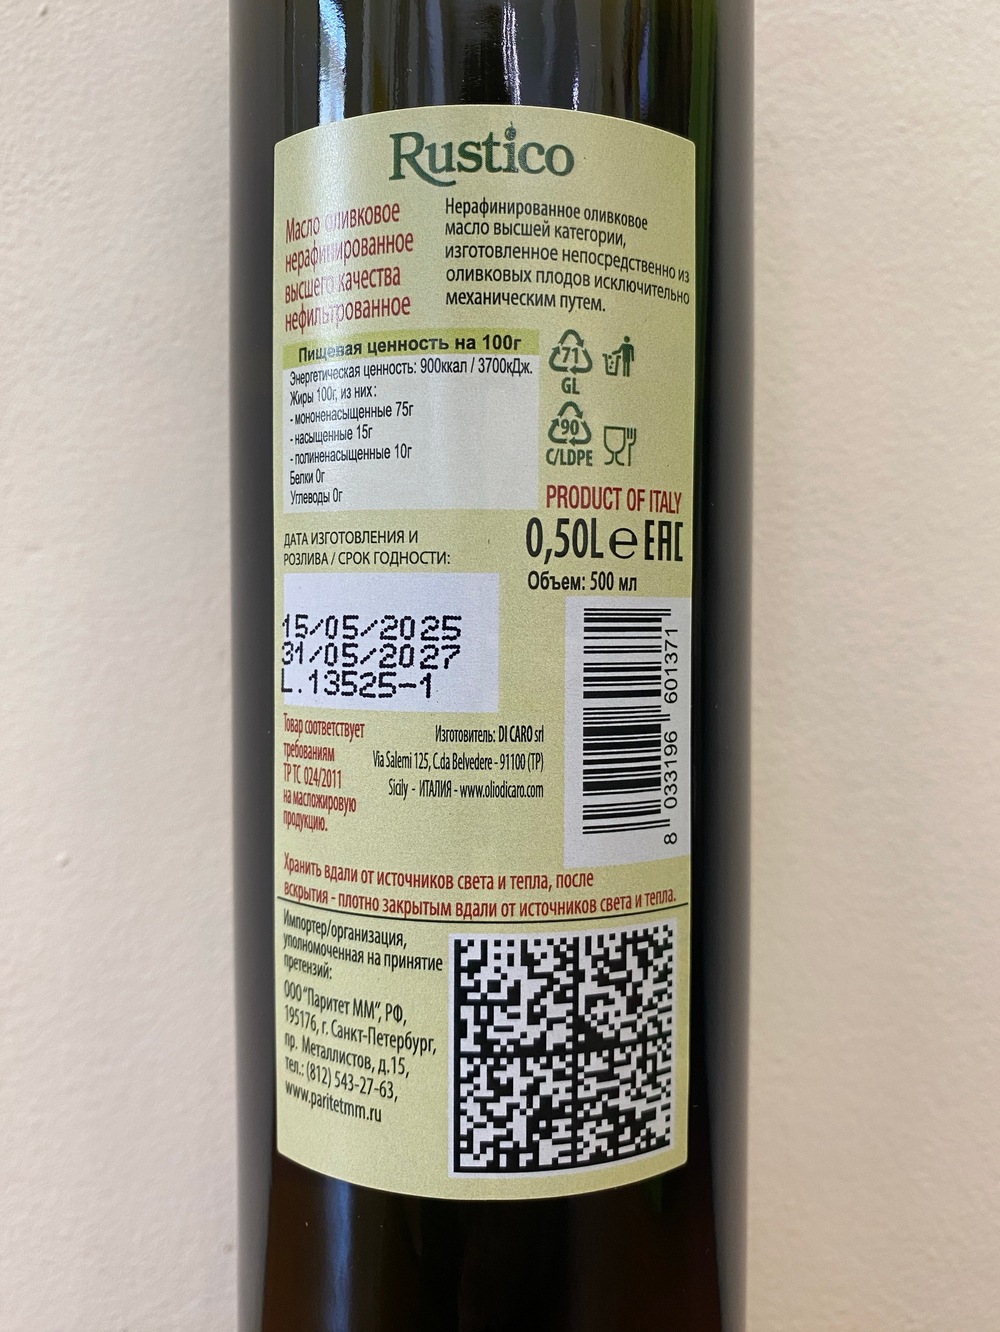 Rustico
Масло оливковое
нерафинированное
высшего качества
нефильтрованное
Нерафинированное оливковое
масло высшей категории,
изготовленное непосредственно из
оливковых плодов исключительно
механическим путем.
Пищевая ценность на 100г
Энергетическая ценность: 900ккал / 3700кДж.
Жиры 100г, из них:
- мононенасыщенные 75г
- насыщенные 15г
- полиненасыщенные 10г
Белки 0г
Углеводы 0г
71
GL
90
C/LDPE
PRODUCT OF ITALY
0,50L e EAC
Объем: 500 мл
ДАТА ИЗГОТОВЛЕНИЯ И
РОЗЛИВА / СРОК ГОДНОСТИ:
15/05/2025
31/05/2027
L.13525-1
Товар соответствует
требованиям
ТР ТС 024/2011
на масложировую
продукцию.
Изготовитель: DI CARO srl
Via Salemi 125, C.da Belvedere - 91100 (TP)
Sicily - ИТАЛИЯ - www.oliodicaro.com
8 033196 601371
Хранить вдали от источников света и тепла, после
вскрытия - плотно закрытым вдали от источников света и тепла.
Импортер/организация,
уполномоченная на принятие
претензий:
ООО "Паритет ММ", РФ,
195176, г. Санкт-Петербург,
пр. Металлистов, д.15,
тел.: (812) 543-27-63,
www.paritetmm.ru